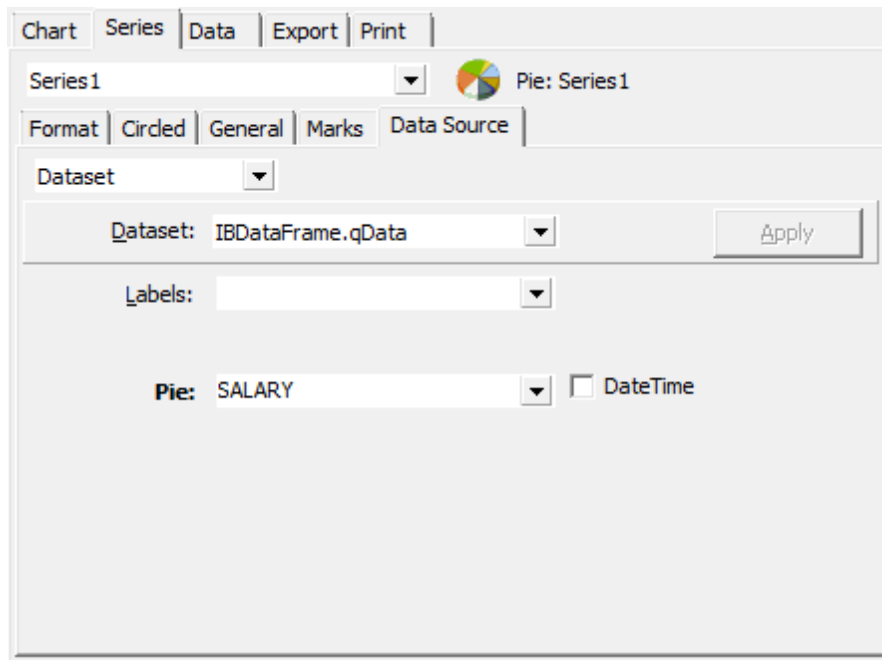 Chart Series Data Export Print
Series1 Pie: Series1
Format Circled General Marks Data Source
Dataset
Dataset: IBDataFrame.qData Apply
Labels:
Pie: SALARY DateTime